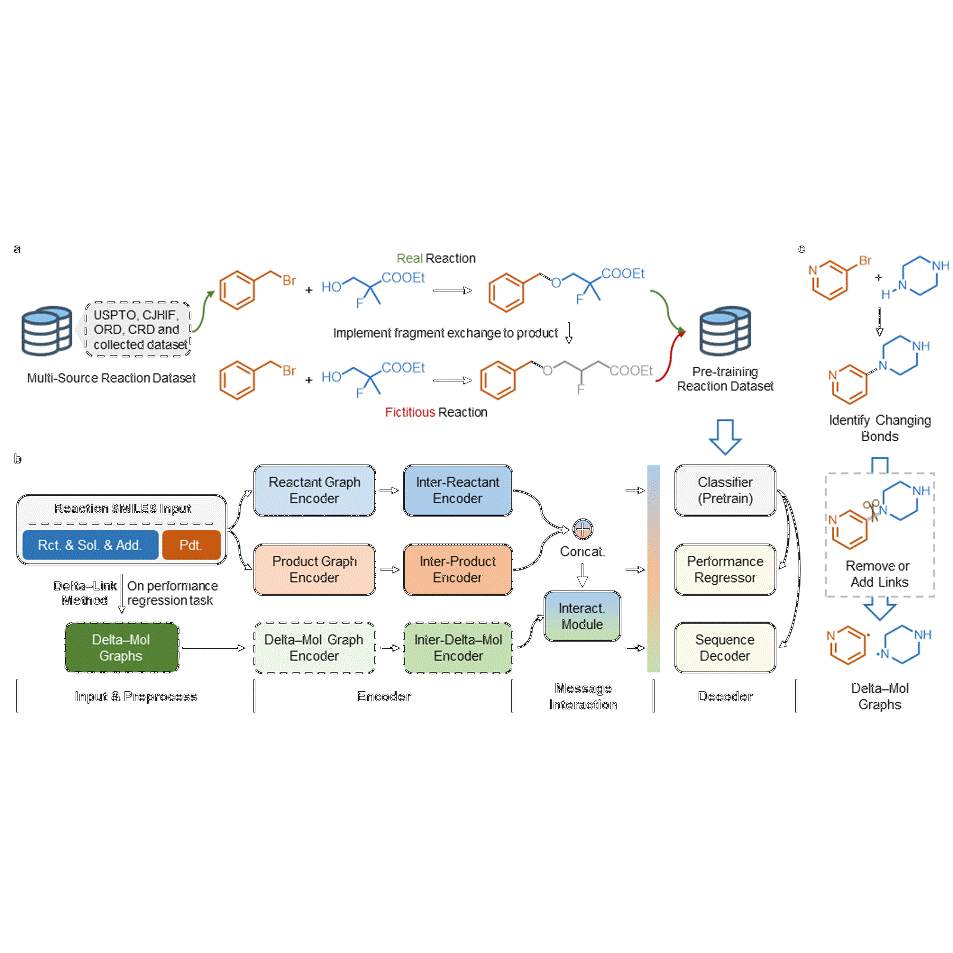 a
Real Reaction
Br
+
HO
COOEt
F
O
COOEt
F
USPTO, CJHIF,
ORD, CRD and
collected dataset
Multi-Source Reaction Dataset
Implement fragment exchange to product
Br
+
HO
COOEt
F
O
COOEt
F
Fictitious Reaction
Pre-training
Reaction Dataset
b
Reaction SMILES Input
Rct. & Sol. & Add.
Pdt.
Delta–Link
Method
On performance
regression task
Delta–Mol
Graphs
Reactant Graph
Encoder
Inter-Reactant
Encoder
Product Graph
Encoder
Inter-Product
Encoder
Delta–Mol Graph
Encoder
Inter-Delta–Mol
Encoder
Concat.
Interact.
Module
Classifier
(Pretrain)
Performance
Regressor
Sequence
Decoder
Input & Preprocess
Encoder
Message
Interaction
Decoder
c
Br
N
+
NH
H
N
NH
N
N
Identify Changing
Bonds
NH
N
N
Remove or
Add Links
N
NH
N
Delta–Mol
Graphs